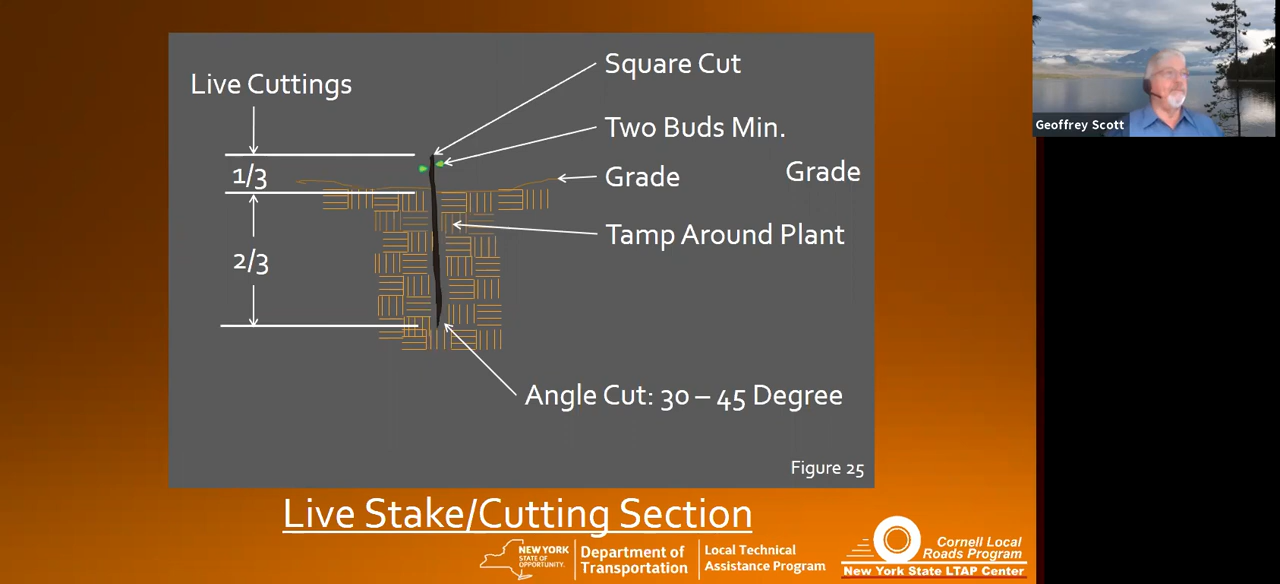 Live Cuttings
1/3
2/3
Square Cut
Two Buds Min.
Grade
Grade
Tamp Around Plant
Angle Cut: 30 – 45 Degree
Figure 25
Live Stake/Cutting Section
NEW YORK
STATE OF
OPPORTUNITY.
Department of
Transportation
Local Technical
Assistance Program
Cornell Local
Roads Program
New York State LTAP Center
Geoffrey Scott